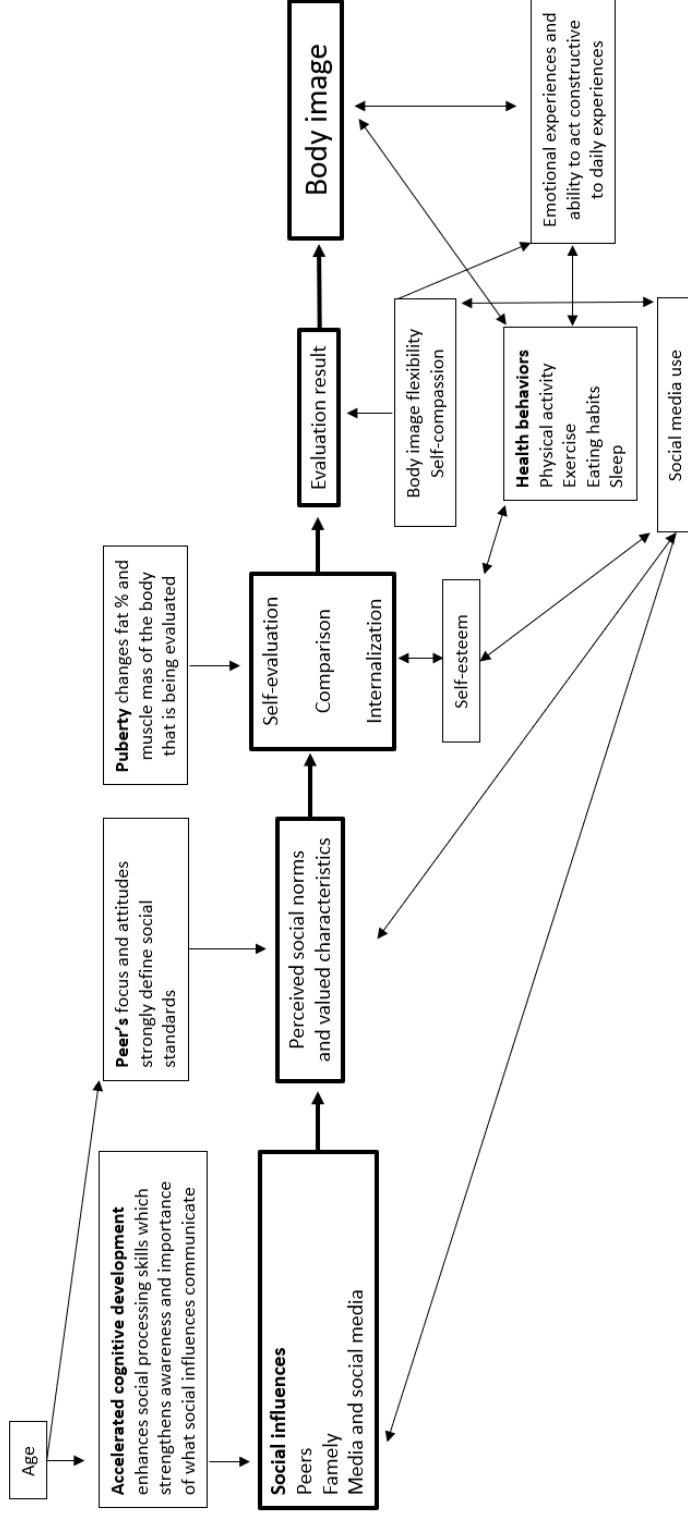 Age
Accelerated cognitive development
enhances social processing skills which
strengthens awareness and importance
of what social influences communicate
Peer's focus and attitudes
strongly define social
standards
Puberty changes fat % and
muscle mas of the body
that is being evaluated
Social influences
Peers
Famely
Media and social media
Perceived social norms
and valued characteristics
Self-evaluation
Comparison
Internalization
Evaluation result
Body image
Self-esteem
Body image flexibility
Self-compassion
Health behaviors
Physical activity
Exercise
Eating habits
Sleep
Emotional experiences and
ability to act constructive
to daily experiences
Social media use